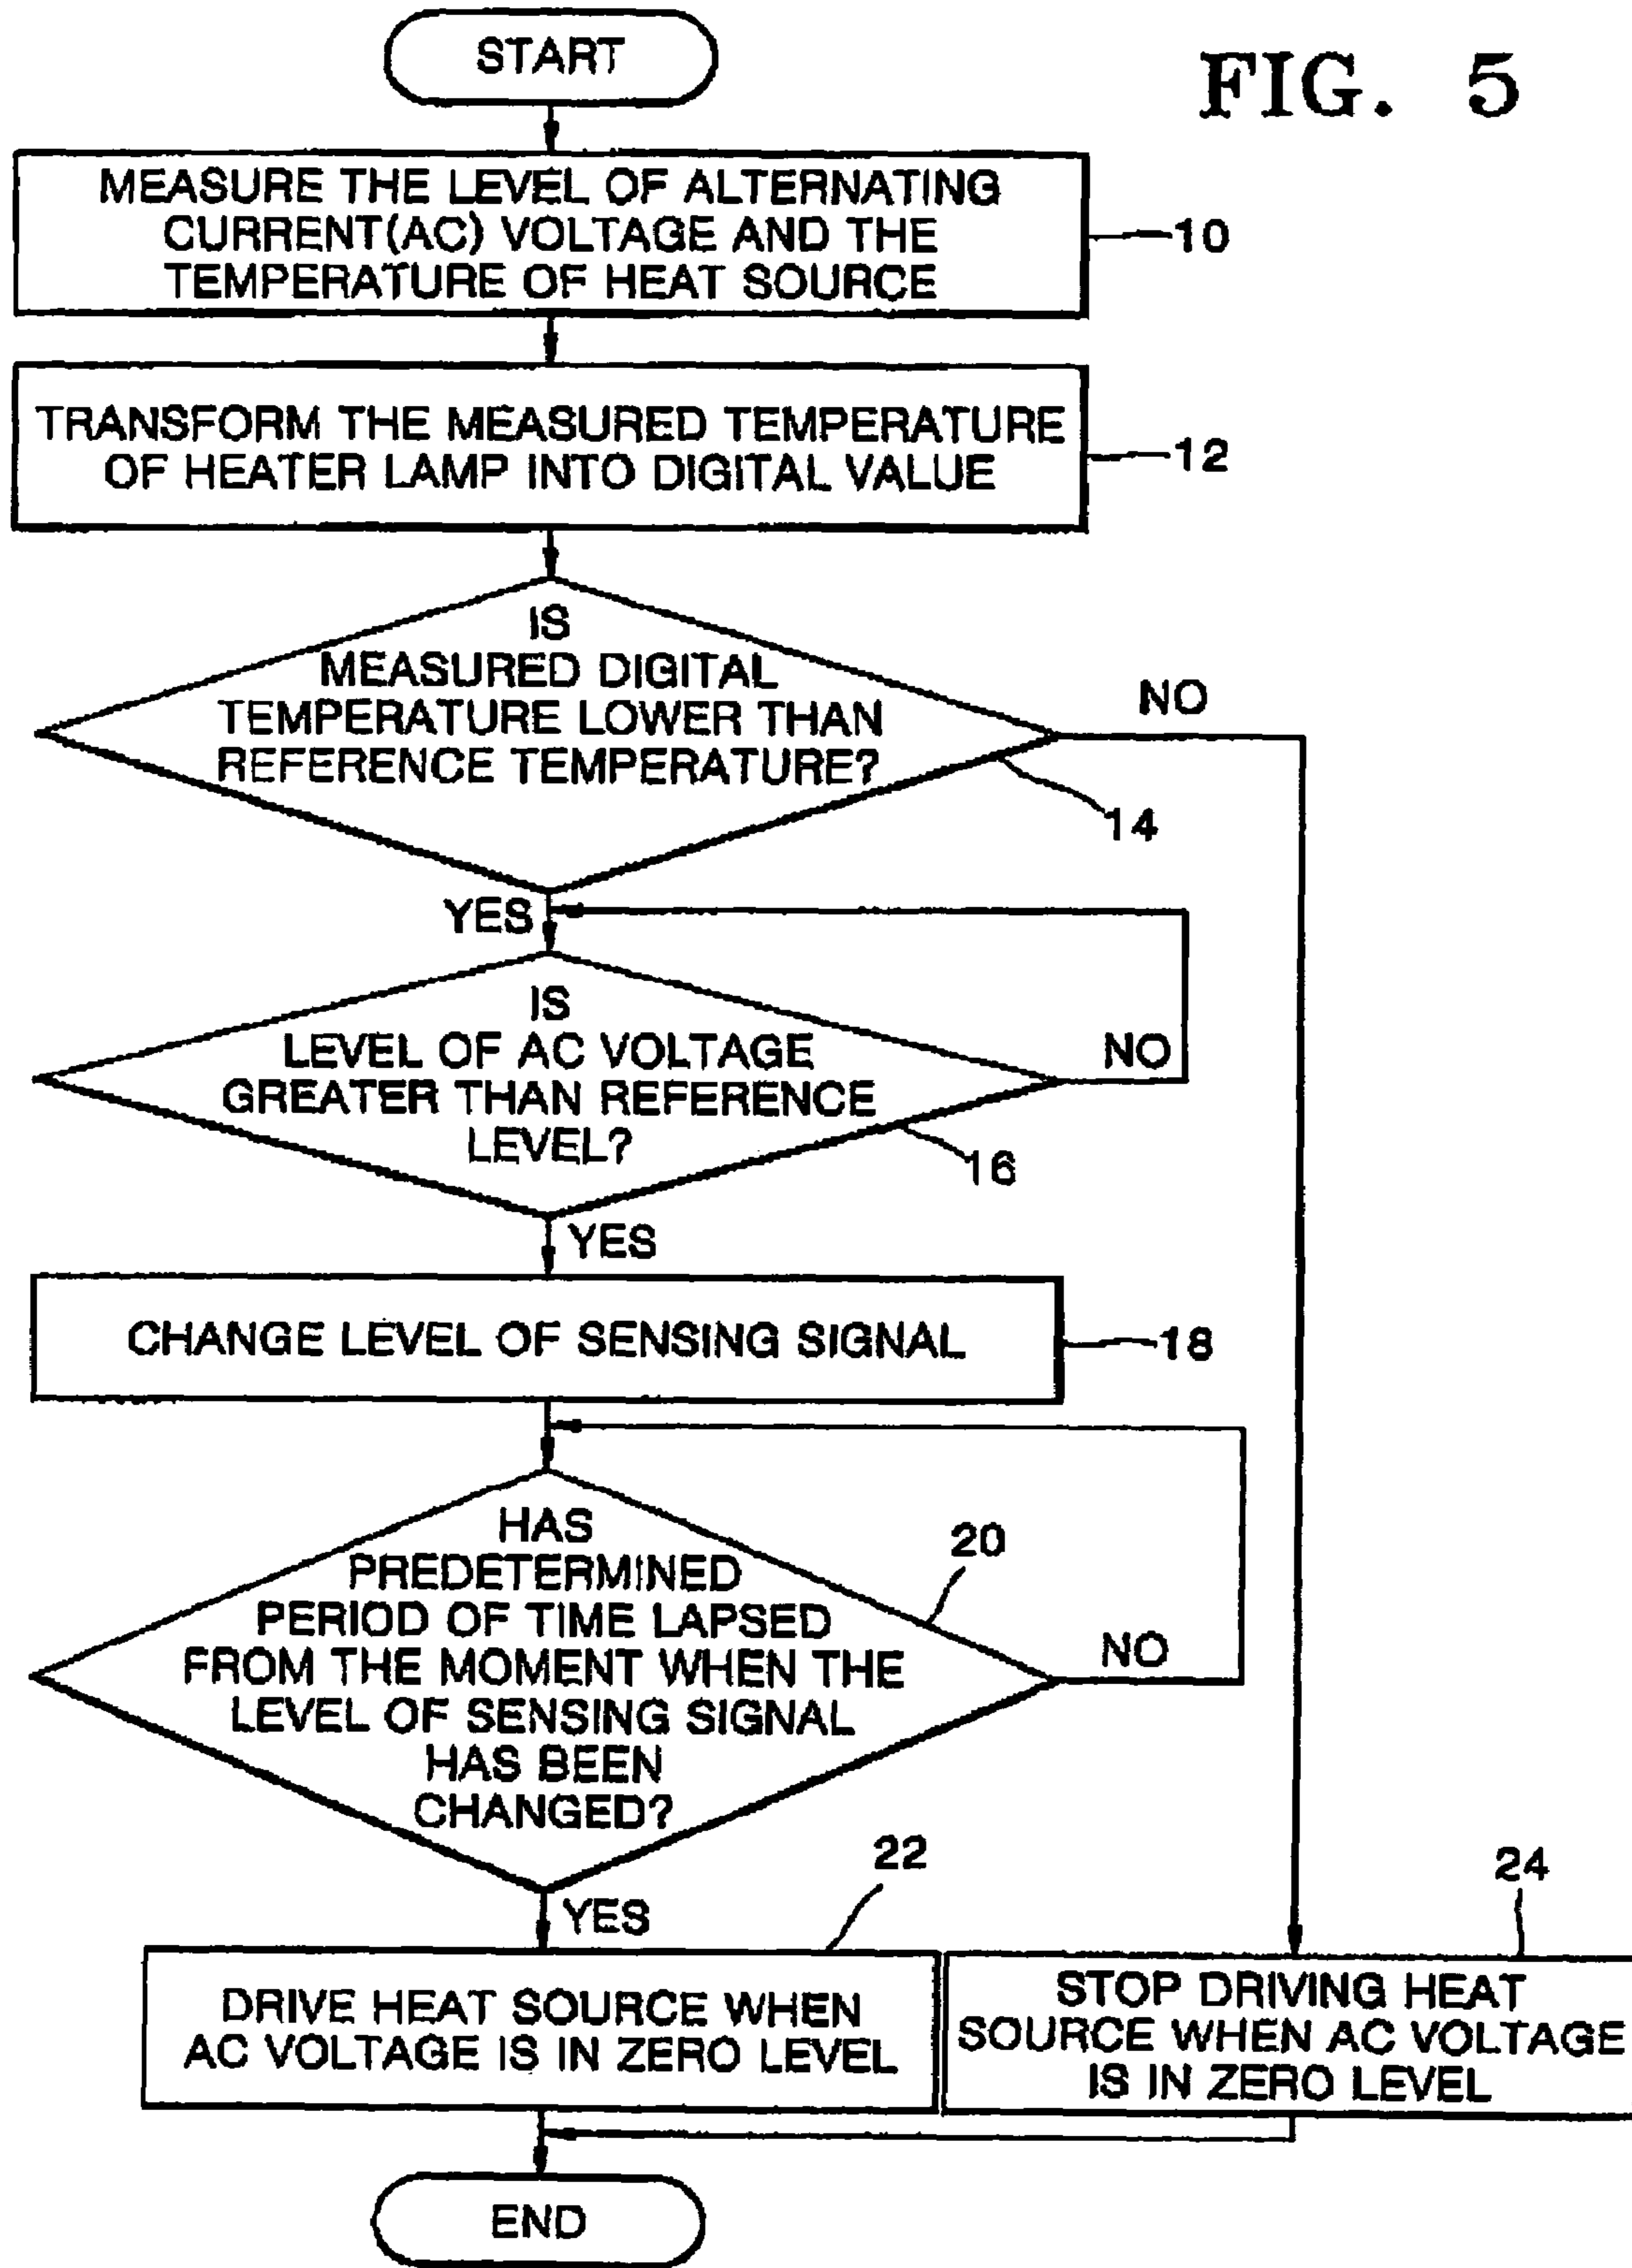 START
FIG. 5
MEASURE THE LEVEL OF ALTERNATING
CURRENT(AC) VOLTAGE AND THE
TEMPERATURE OF HEAT SOURCE
10
TRANSFORM THE MEASURED TEMPERATURE
OF HEATER LAMP INTO DIGITAL VALUE
12
IS
MEASURED DIGITAL
TEMPERATURE LOWER THAN
REFERENCE TEMPERATURE?
NO
14
YES
IS
LEVEL OF AC VOLTAGE
GREATER THAN REFERENCE
LEVEL?
NO
16
YES
CHANGE LEVEL OF SENSING SIGNAL
18
HAS
PREDETERMINED
PERIOD OF TIME LAPSED
FROM THE MOMENT WHEN THE
LEVEL OF SENSING SIGNAL
HAS BEEN
CHANGED?
20
NO
YES
22
DRIVE HEAT SOURCE WHEN
AC VOLTAGE IS IN ZERO LEVEL
24
STOP DRIVING HEAT
SOURCE WHEN AC VOLTAGE
IS IN ZERO LEVEL
END